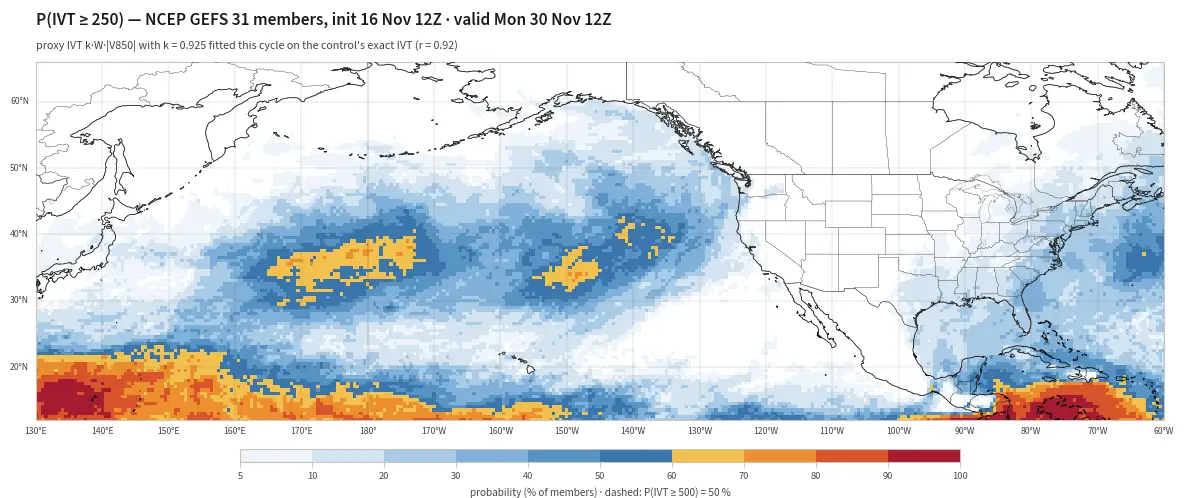 P(IVT ≥ 250) — NCEP GEFS 31 members, init 16 Nov 12Z · valid Mon 30 Nov 12Z
proxy IVT k·W·|V850| with k = 0.925 fitted this cycle on the control's exact IVT (r = 0.92)
60°N
50°N
40°N
30°N
20°N
130°E 140°E 150°E 160°E 170°E 180° 170°W 160°W 150°W 140°W 130°W 120°W 110°W 100°W 90°W 80°W 70°W 60°W
5 10 20 30 40 50 60 70 80 90 100
probability (% of members) · dashed: P(IVT ≥ 500) = 50 %